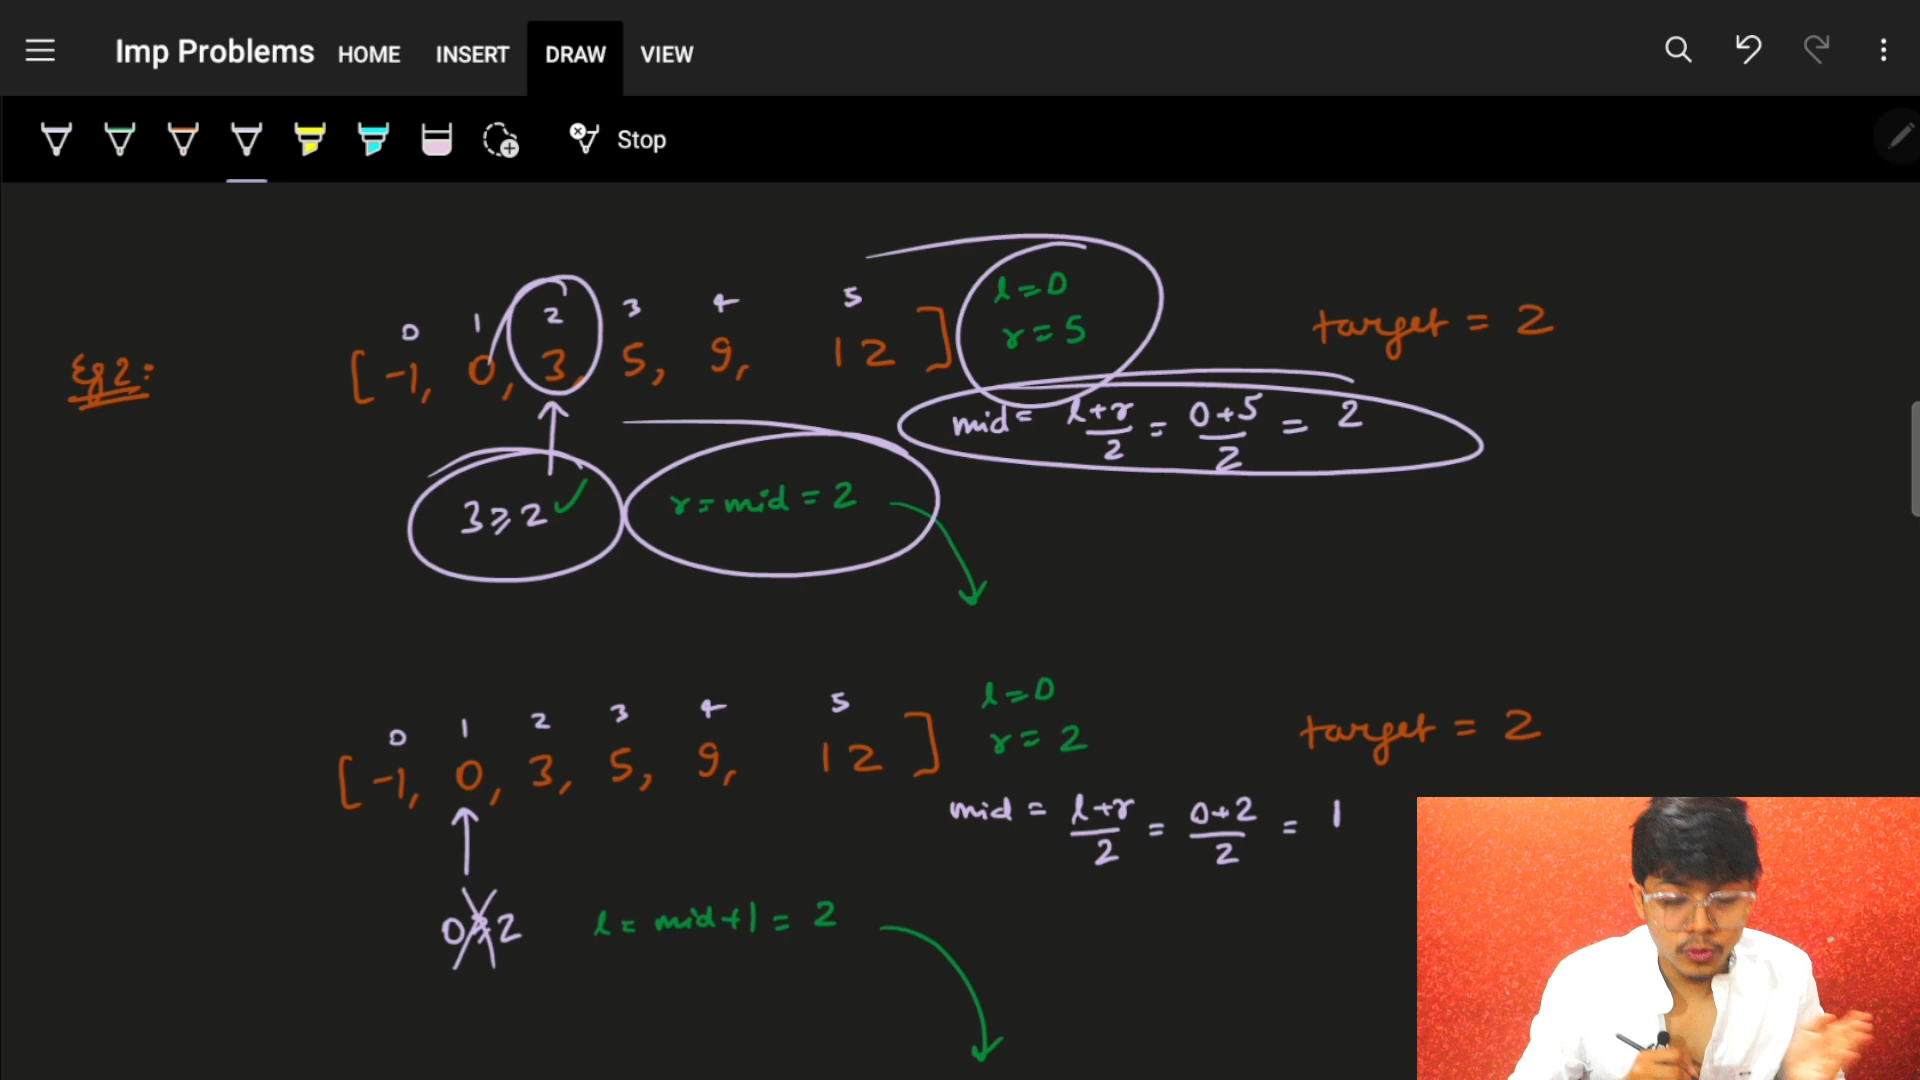 Imp Problems HOME INSERT DRAW VIEW
Stop
0 1 2 3 4 5
Eg2: [-1, 0, 3, 5, 9, 12] l=0
r=5
target = 2
mid = l+r/2 = 0+5/2 = 2
3≥2 ✓ r=mid=2
0 1 2 3 4 5
[-1, 0, 3, 5, 9, 12] l=0
r=2
target = 2
mid = l+r/2 = 0+2/2 = 1
l=mid+1=2